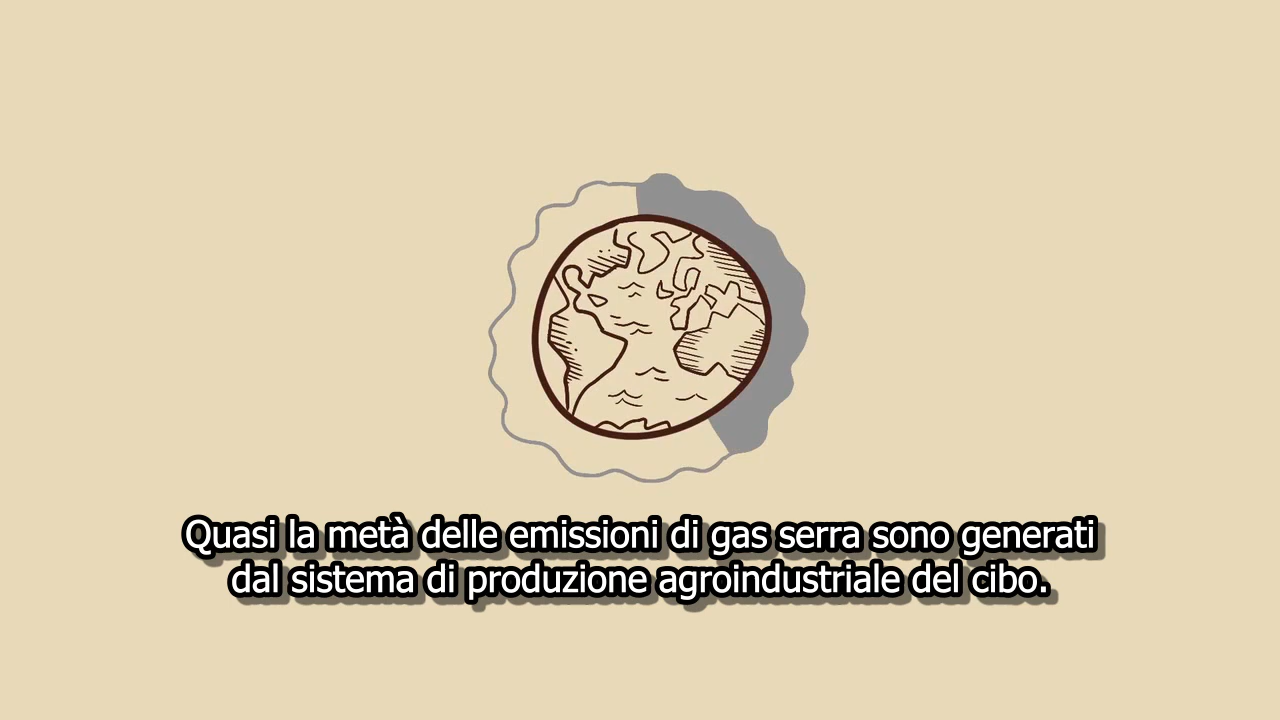 Quasi la metà delle emissioni di gas serra sono generati
dal sistema di produzione agroindustriale del cibo.